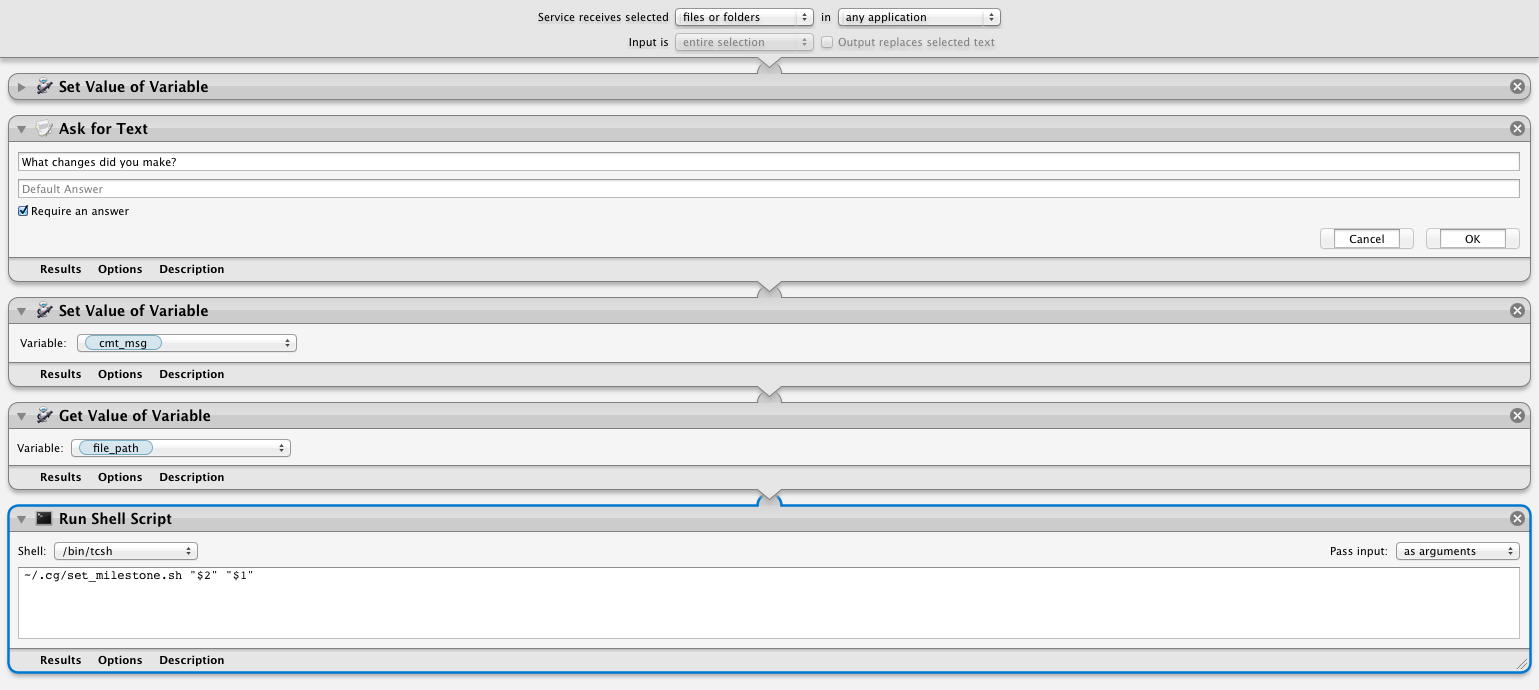 Service receives selected files or folders in any application
Input is entire selection Output replaces selected text
Set Value of Variable
Ask for Text
What changes did you make?
Default Answer
Require an answer
Cancel OK
Results Options Description
Set Value of Variable
Variable: cmt_msg
Results Options Description
Get Value of Variable
Variable: file_path
Results Options Description
Run Shell Script
Shell: /bin/tcsh Pass input: as arguments
~/.cg/set_milestone.sh "$2" "$1"
Results Options Description